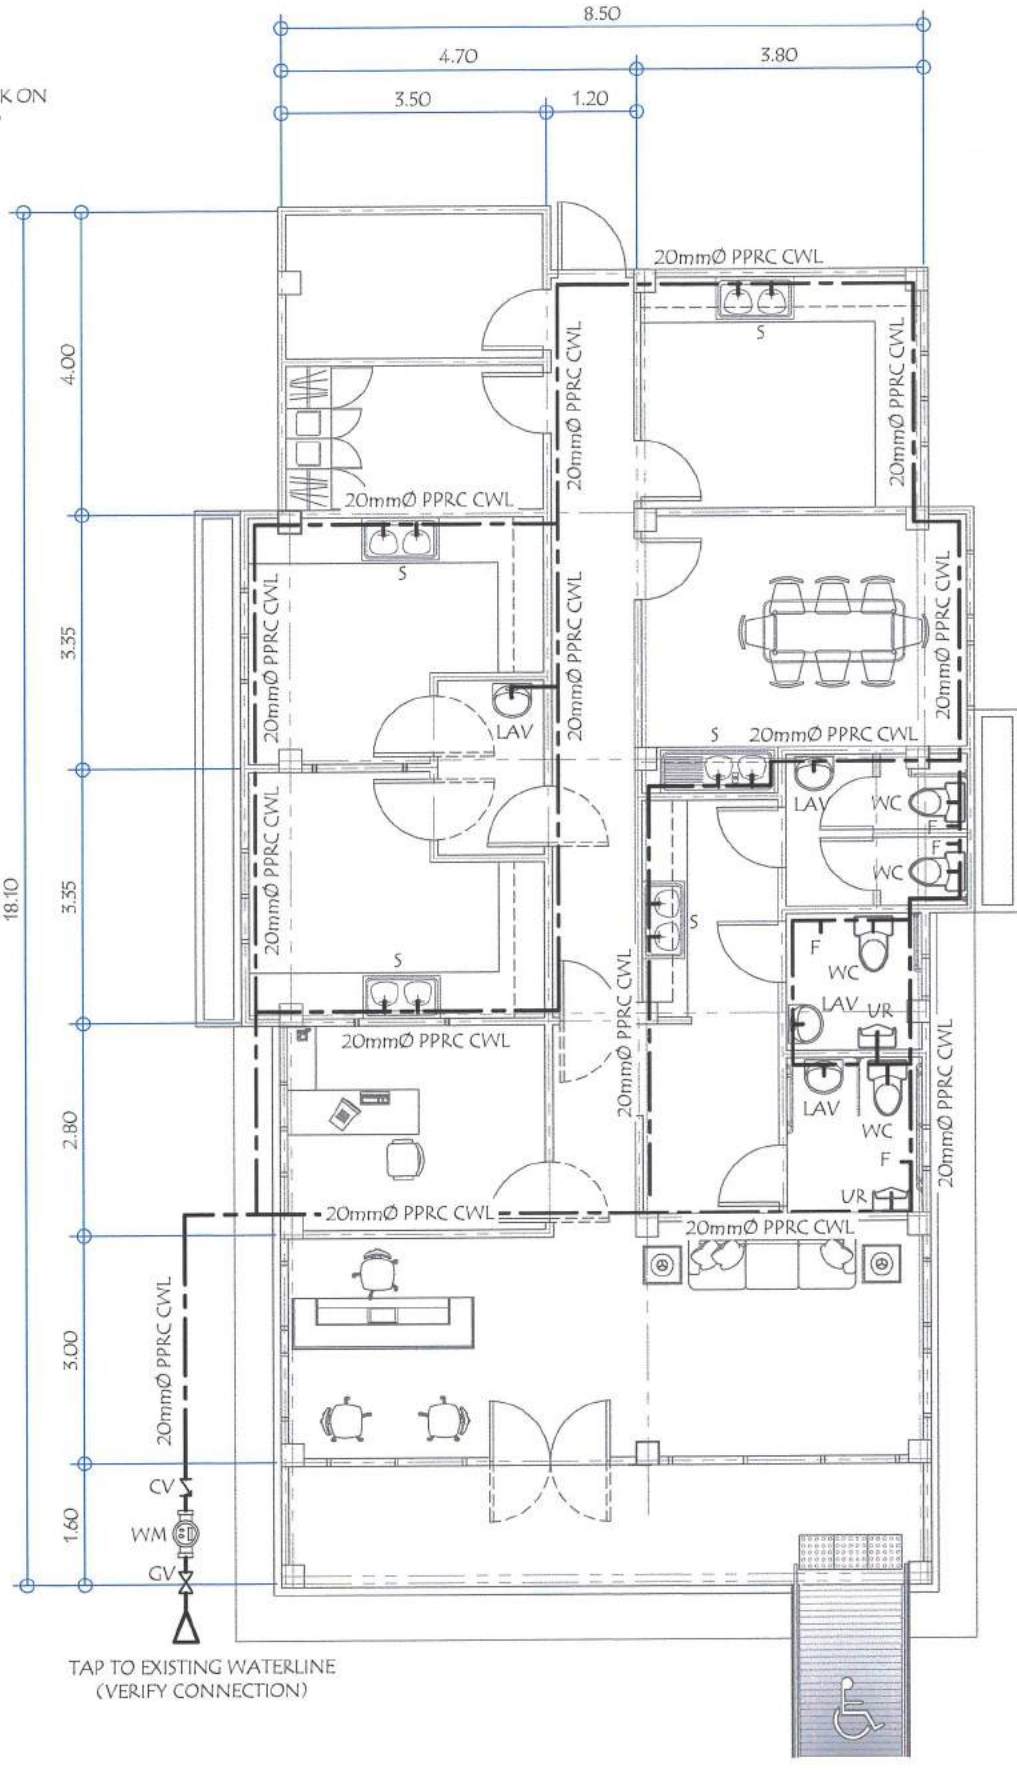 8.50
4.70
3.80
K ON
3.50
1.20
20mmØ PPRC CWL
S
4.00
20mmØ PPRC CWL
20mmØ PPRC CWL
20mmØ PPRC CWL
S
3.35
20mmØ PPRC CWL
20mmØ PPRC CWL
20mmØ PPRC CWL
LAV
S
20mmØ PPRC CWL
LAV
WC
F
F
WC
18.10
3.35
20mmØ PPRC CWL
S
F
WC
S
LAV
UR
20mmØ PPRC CWL
20mmØ PPRC CWL
20mmØ PPRC CWL
2.80
LAV
WC
F
UR
20mmØ PPRC CWL
20mmØ PPRC CWL
3.00
20mmØ PPRC CWL
CV
WM
1.60
GV
TAP TO EXISTING WATERLINE
(VERIFY CONNECTION)